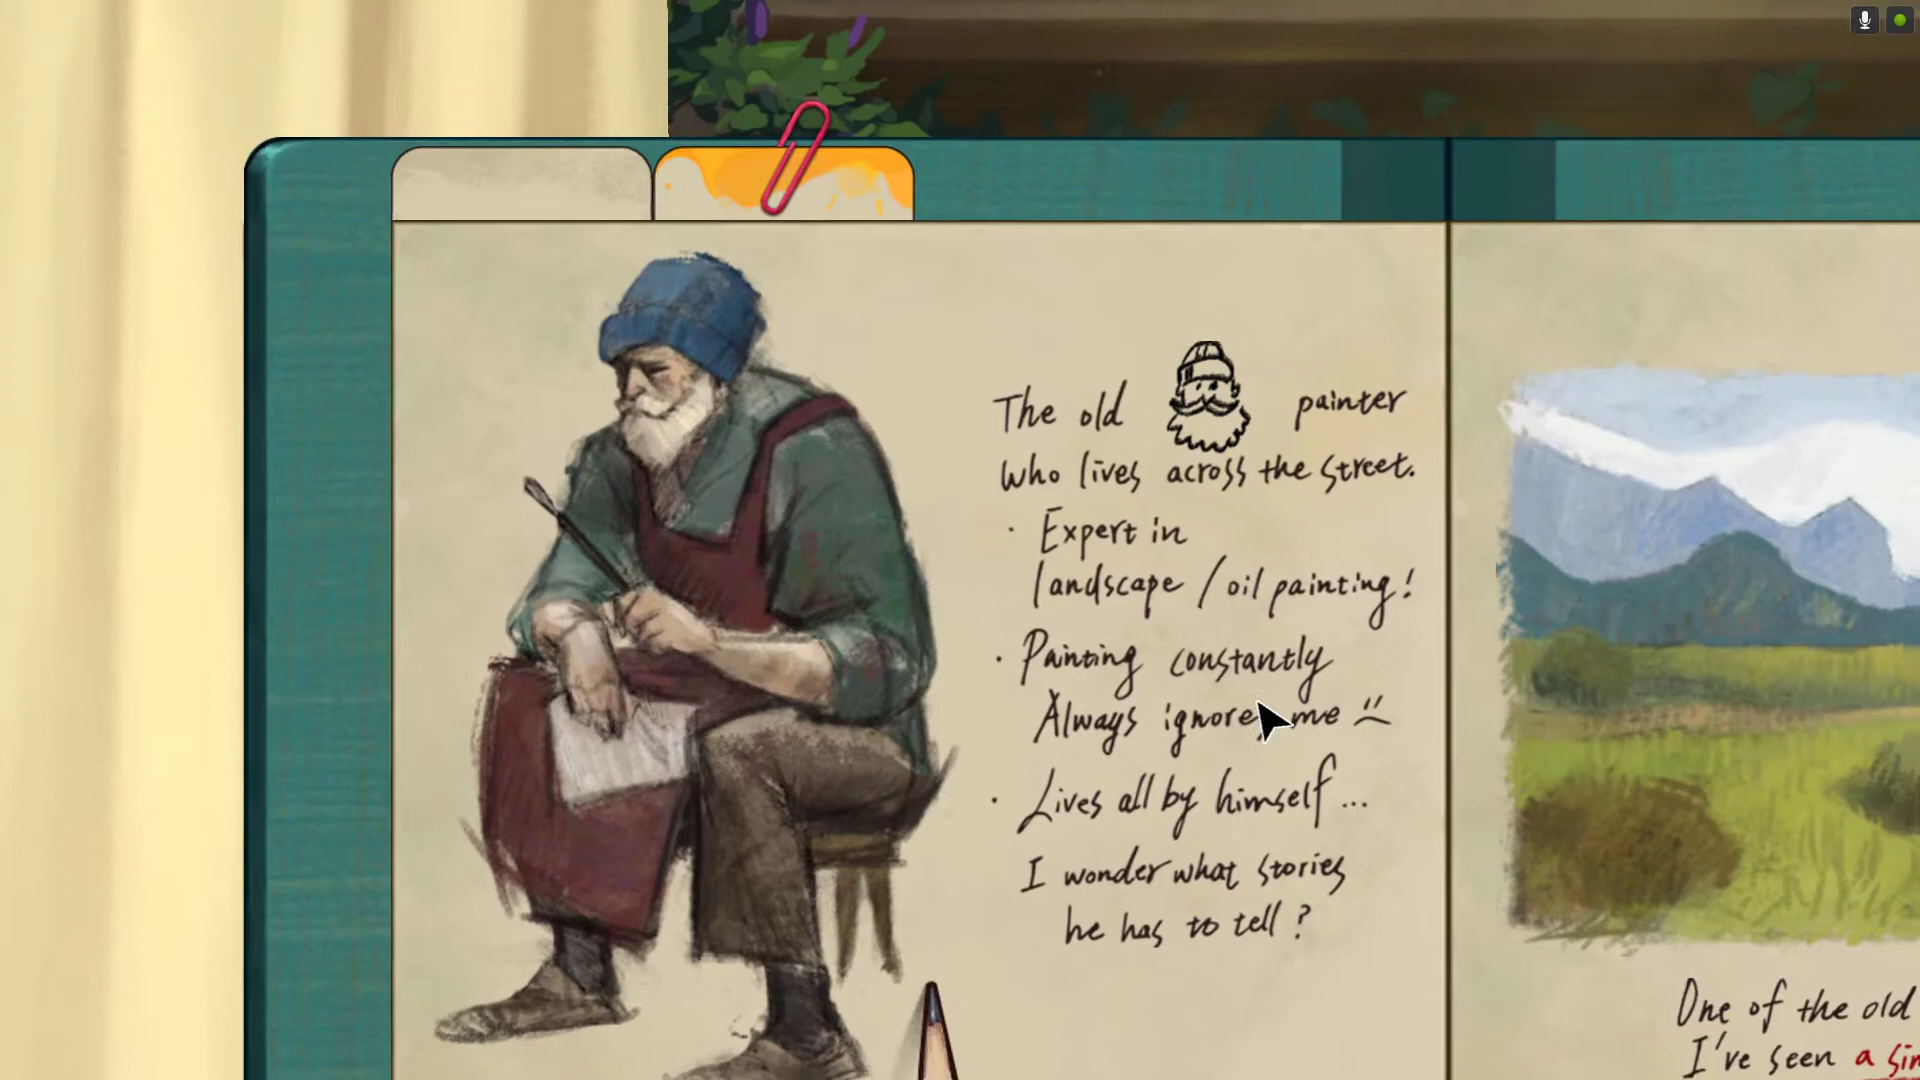 The old painter
who lives across the street.
· Expert in
landscape / oil painting!
· Painting constantly
Always ignores me
· Lives all by himself...
I wonder what stories
he has to tell?
One of the old
I've seen a